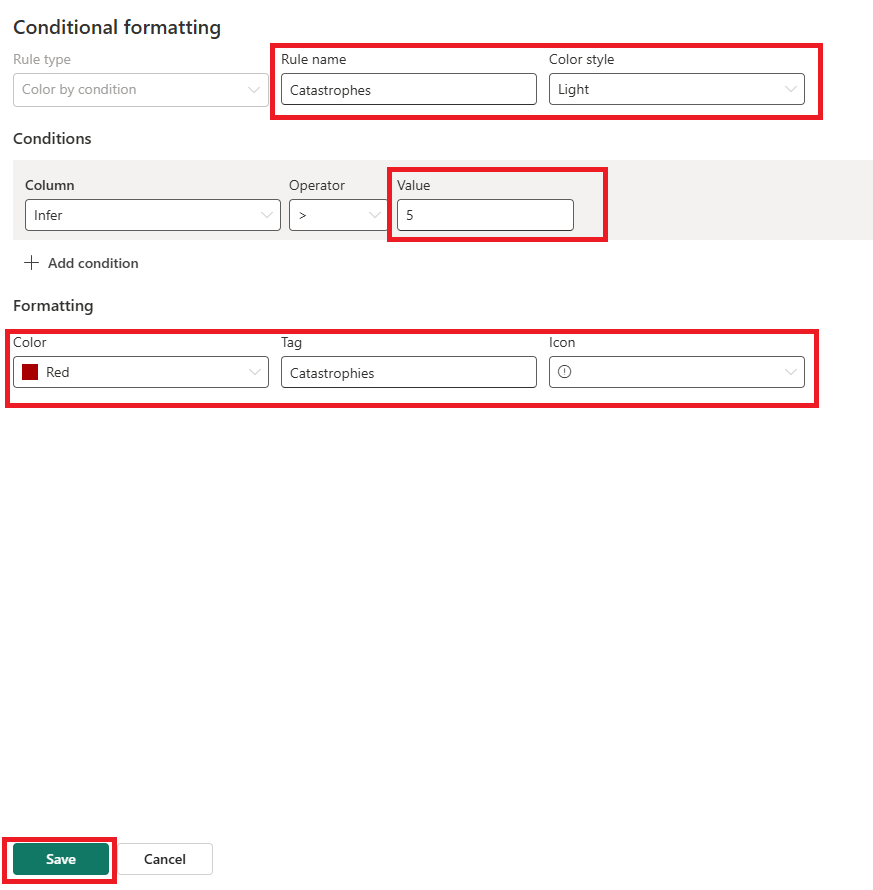 Conditional formatting
Rule type Rule name Color style
Color by condition Catastrophes Light
Conditions
Column Operator Value
Infer > 5
Add condition
Formatting
Color Tag Icon
Red Catastrophies
Save Cancel